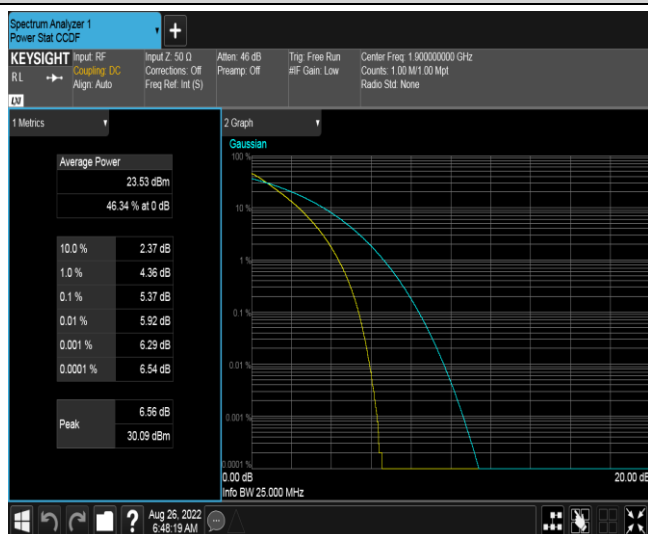 Spectrum Analyzer 1
Power Stat CCDF
+
KEYSIGHT
RL
LXI
Input: RF
Coupling: DC
Align: Auto
Input Z: 50 Ω
Corrections: Off
Freq Ref: Int (S)
Atten: 46 dB
Preamp: Off
Trig: Free Run
#IF Gain: Low
Center Freq: 1.900000000 GHz
Counts: 1.00 M/1.00 Mpt
Radio Std: None
1 Metrics
Average Power
23.53 dBm
46.34 % at 0 dB
10.0 % 2.37 dB
1.0 % 4.36 dB
0.1 % 5.37 dB
0.01 % 5.92 dB
0.001 % 6.29 dB
0.0001 % 6.54 dB
Peak
6.56 dB
30.09 dBm
2 Graph
Gaussian
100 %
10 %
1 %
0.1 %
0.01 %
0.001 %
0.0001 %
0.00 dB
20.00 dB
Info BW 25.000 MHz
?
Aug 26, 2022
6:48:19 AM